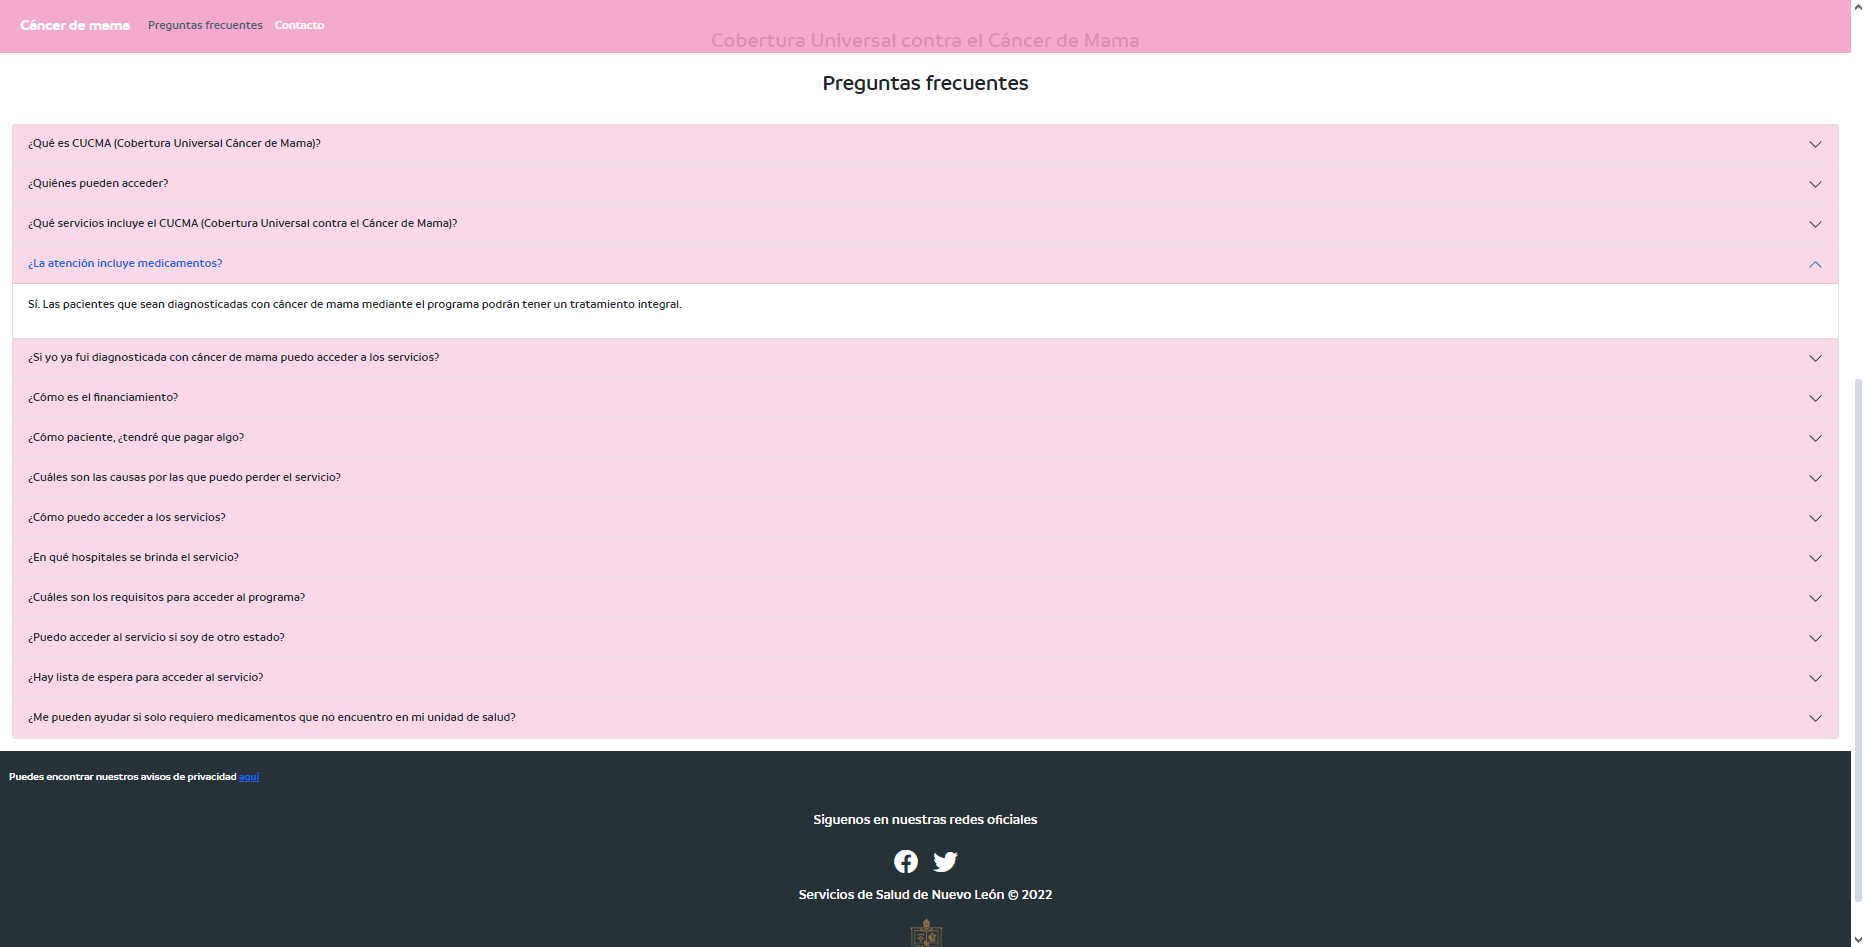 Cáncer de mama Preguntas frecuentes Contacto
Cobertura Universal contra el Cáncer de Mama
Preguntas frecuentes
¿Qué es CUCMA (Cobertura Universal Cáncer de Mama)?
¿Quiénes pueden acceder?
¿Qué servicios incluye el CUCMA (Cobertura Universal contra el Cáncer de Mama)?
¿La atención incluye medicamentos?
Sí. Las pacientes que sean diagnosticadas con cáncer de mama mediante el programa podrán tener un tratamiento integral.
¿Si yo ya fui diagnosticada con cáncer de mama puedo acceder a los servicios?
¿Cómo es el financiamiento?
¿Cómo paciente, ¿tendré que pagar algo?
¿Cuáles son las causas por las que puedo perder el servicio?
¿Cómo puedo acceder a los servicios?
¿En qué hospitales se brinda el servicio?
¿Cuáles son los requisitos para acceder al programa?
¿Puedo acceder al servicio si soy de otro estado?
¿Hay lista de espera para acceder al servicio?
¿Me pueden ayudar si solo requiero medicamentos que no encuentro en mi unidad de salud?
Puedes encontrar nuestros avisos de privacidad aquí
Siguenos en nuestras redes oficiales
Servicios de Salud de Nuevo León © 2022